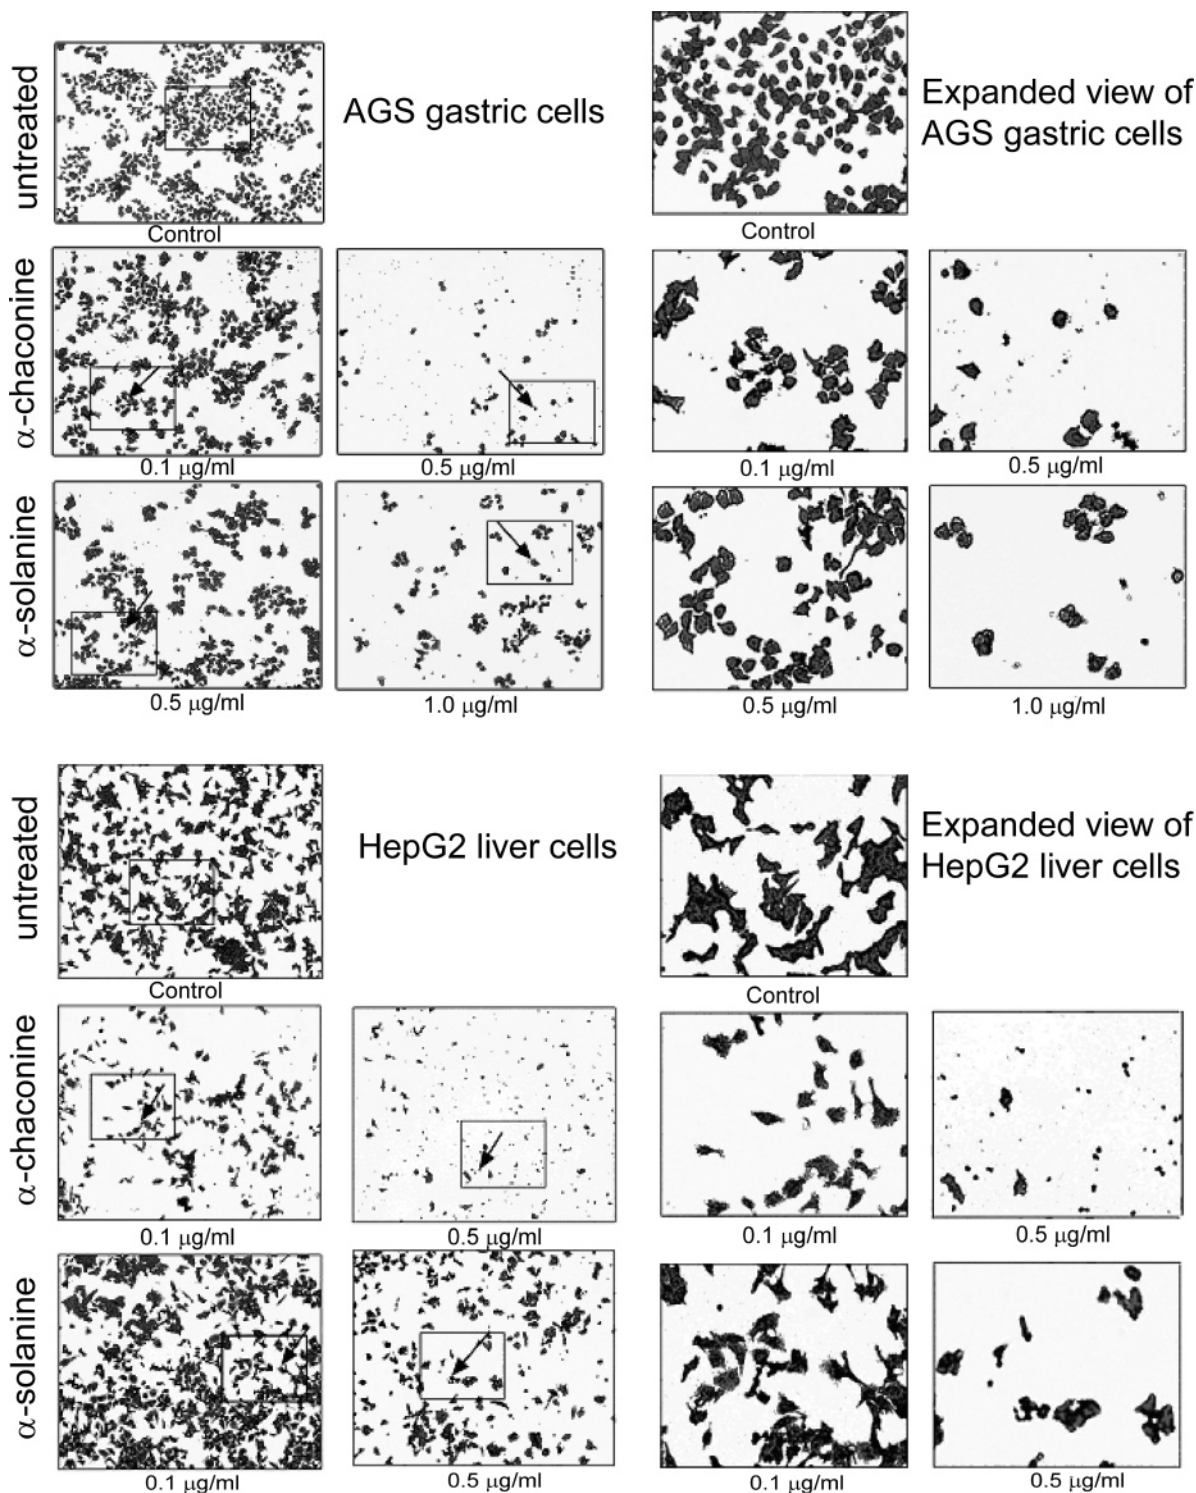 untreated
AGS gastric cells
Expanded view of
AGS gastric cells
Control
Control
α-chaconine
0.1 μg/ml
0.5 μg/ml
0.1 μg/ml
0.5 μg/ml
α-solanine
0.5 μg/ml
1.0 μg/ml
0.5 μg/ml
1.0 μg/ml
untreated
HepG2 liver cells
Expanded view of
HepG2 liver cells
Control
Control
α-chaconine
0.1 μg/ml
0.5 μg/ml
0.1 μg/ml
0.5 μg/ml
α-solanine
0.1 μg/ml
0.5 μg/ml
0.1 μg/ml
0.5 μg/ml